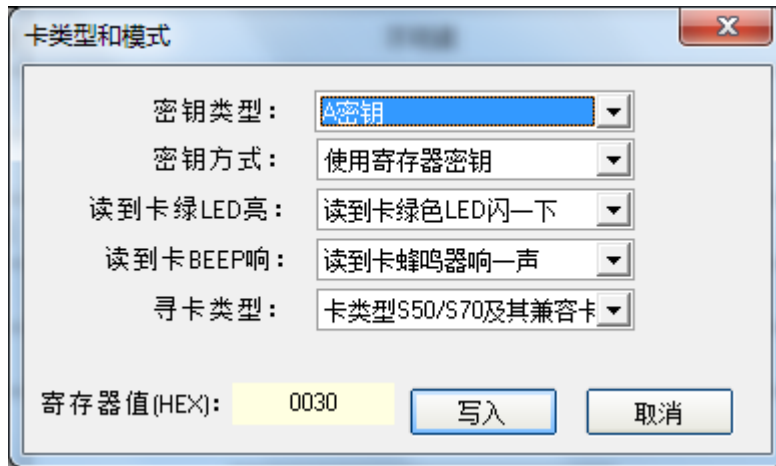 卡类型和模式
密钥类型： A密钥
密钥方式： 使用寄存器密钥
读到卡绿LED亮： 读到卡绿色LED闪一下
读到卡BEEP响： 读到卡蜂鸣器响一声
寻卡类型： 卡类型S50/S70及其兼容卡
寄存器值(HEX)： 0030 写入 取消